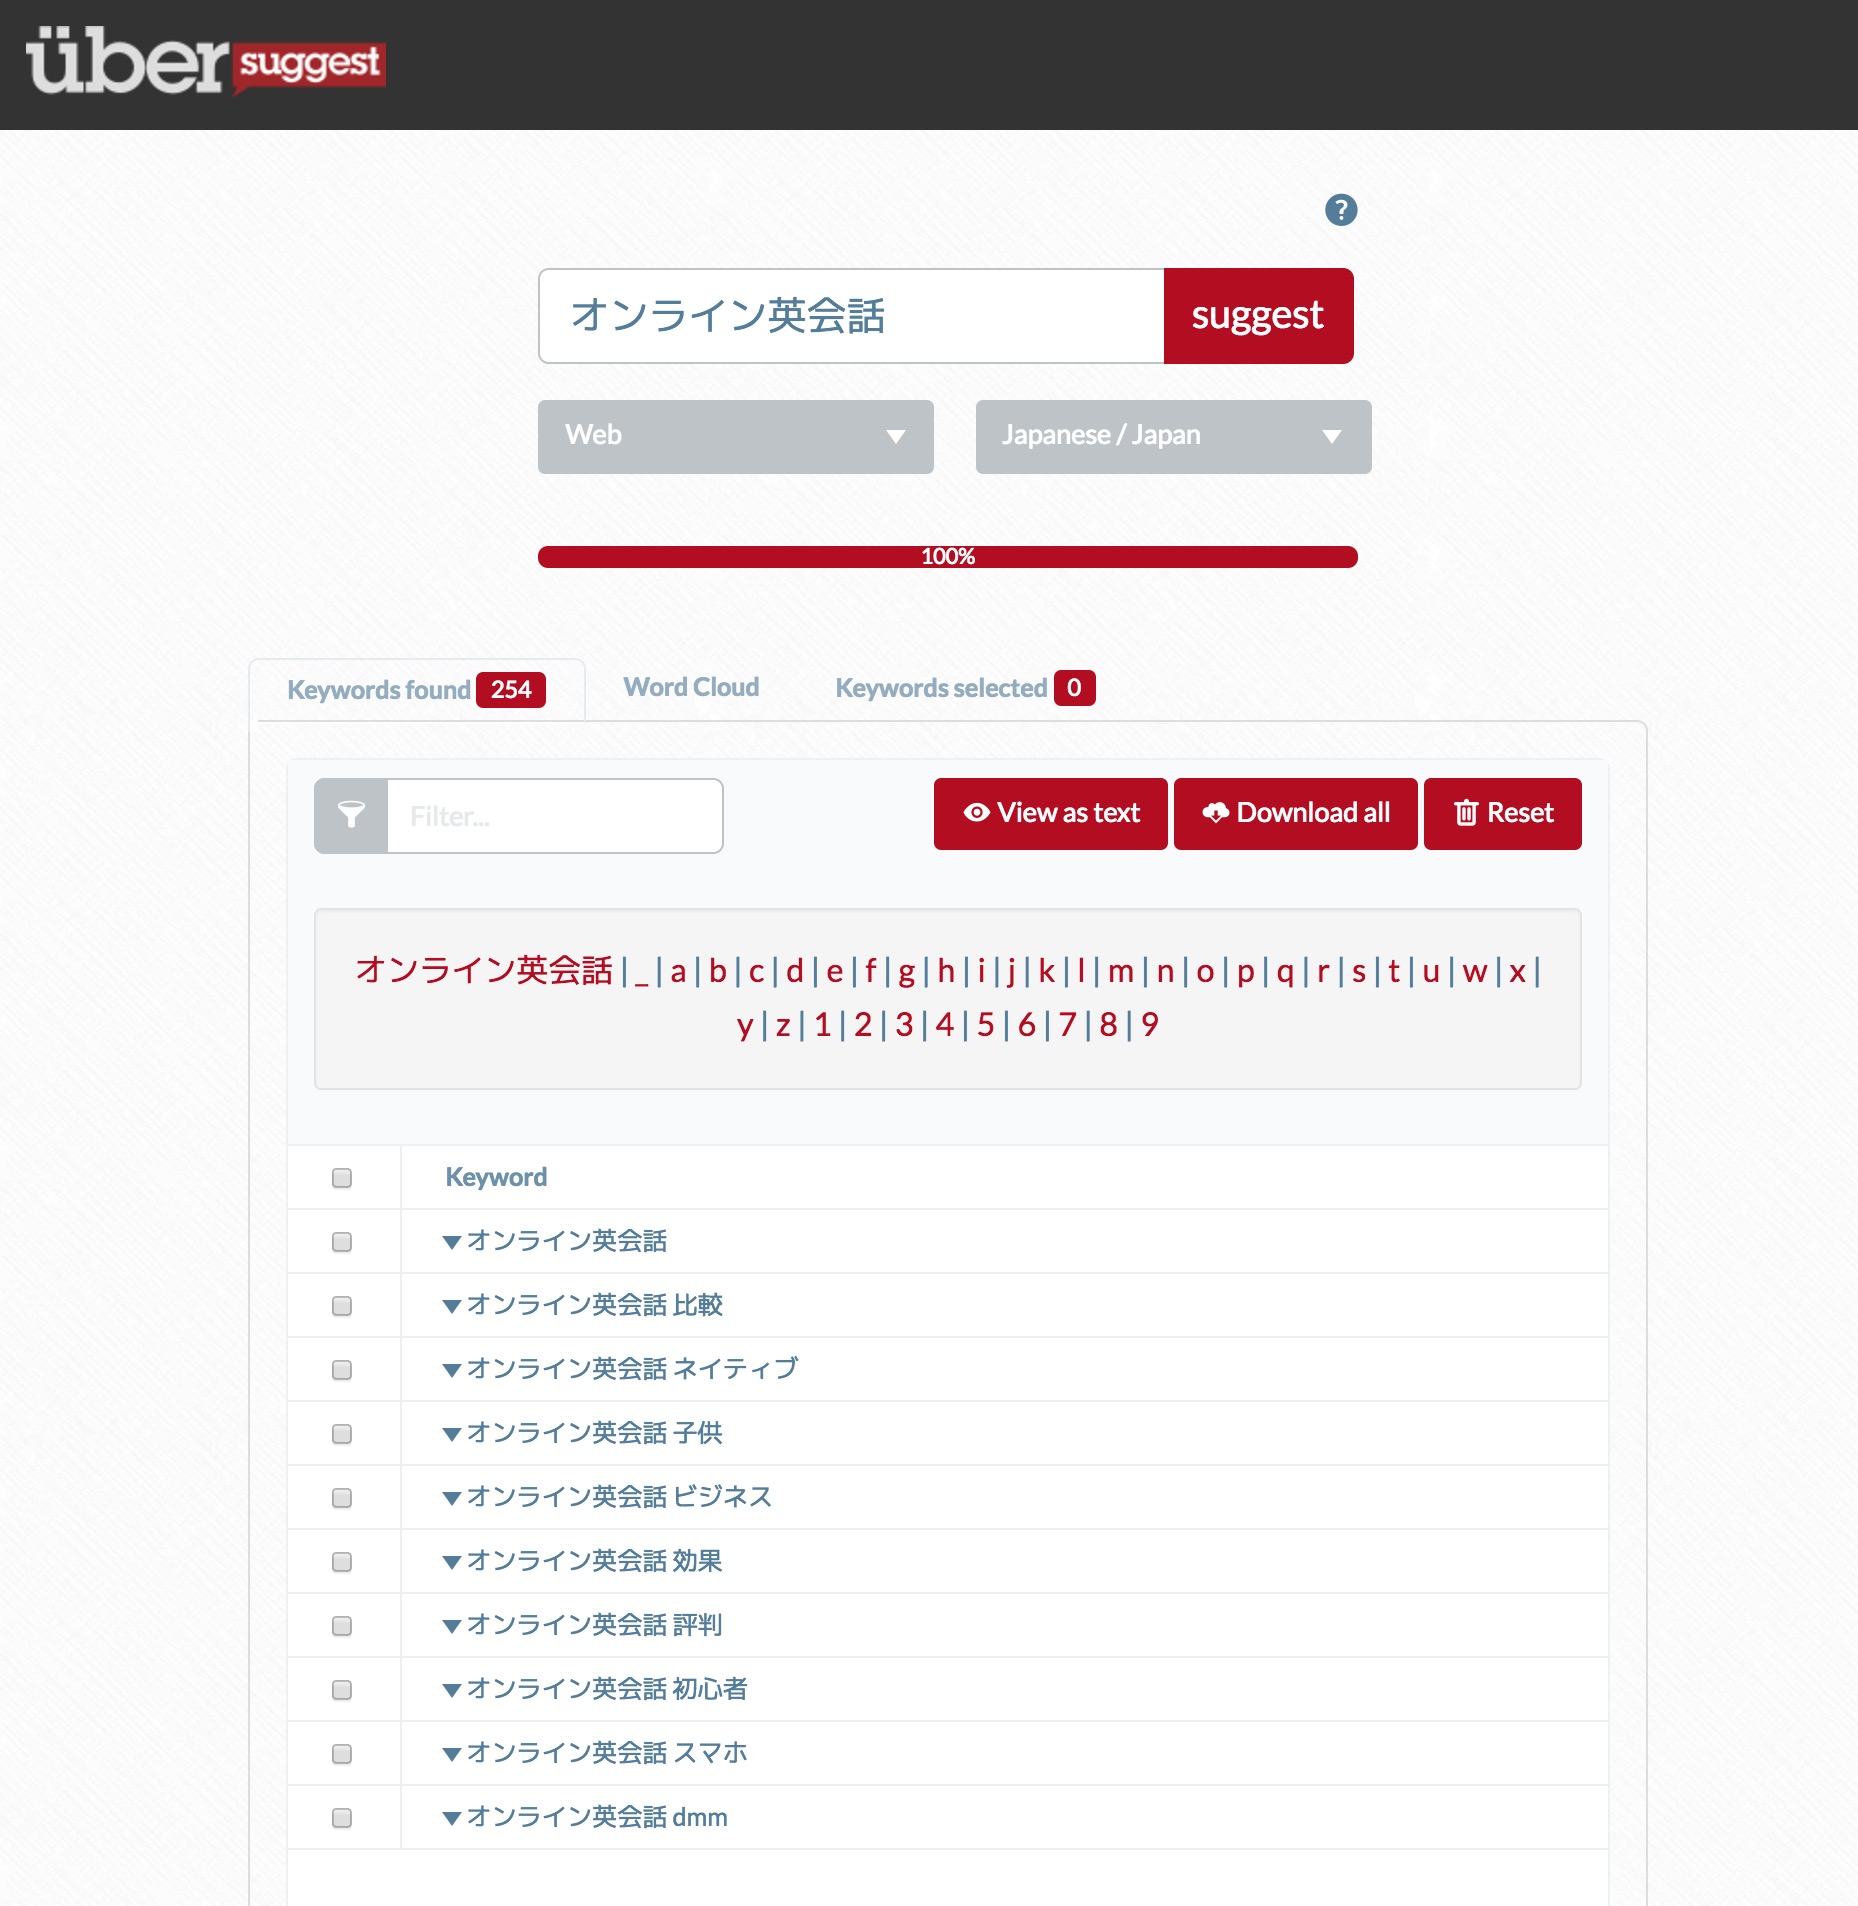 über suggest
?
オンライン英会話 suggest
Web Japanese / Japan
100%
Keywords found 254 Word Cloud Keywords selected 0
Filter... View as text Download all Reset
オンライン英会話 | _ | a | b | c | d | e | f | g | h | i | j | k | l | m | n | o | p | q | r | s | t | u | w | x |
y | z | 1 | 2 | 3 | 4 | 5 | 6 | 7 | 8 | 9
Keyword
オンライン英会話
オンライン英会話 比較
オンライン英会話 ネイティブ
オンライン英会話 子供
オンライン英会話 ビジネス
オンライン英会話 効果
オンライン英会話 評判
オンライン英会話 初心者
オンライン英会話 スマホ
オンライン英会話 dmm